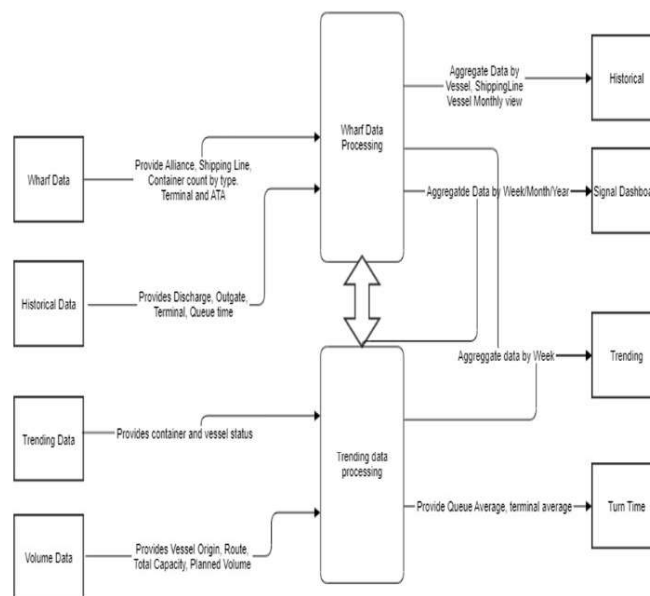 Wharf Data
Provide Alliance, Shipping Line,
Container count by type.
Terminal and ATA
Historical Data
Provides Discharge, Outgate,
Terminal, Queue time
Trending Data
Provides container and vessel status
Volume Data
Provides Vessel Origin, Route,
Total Capacity, Planned Volume
Wharf Data
Processing
Trending data
processing
Aggregate Data by
Vessel, ShippingLine
Vessel Monthly view
Historical
Aggregatde Data by Week/Month/Year
Signal Dashboa
Aggreggate data by Week
Trending
Provide Queue Average, terminal average
Turn Time